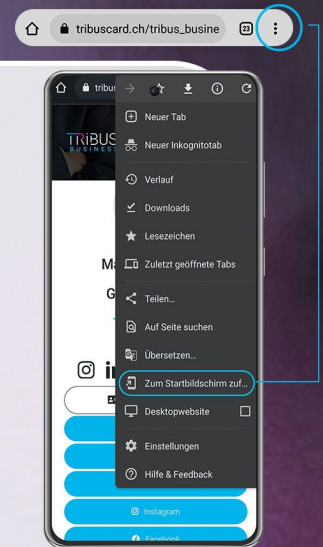 tribuscard.ch/tribus_busine
23
tribus
TRIBUS
BUSINESS
Neuer Tab
Neuer Inkognitotab
Verlauf
Downloads
Lesezeichen
Zuletzt geöffnete Tabs
Teilen...
Auf Seite suchen
Übersetzen...
Zum Startbildschirm zuf...
Desktopwebsite
Einstellungen
Hilfe & Feedback
Instagram
Facebook